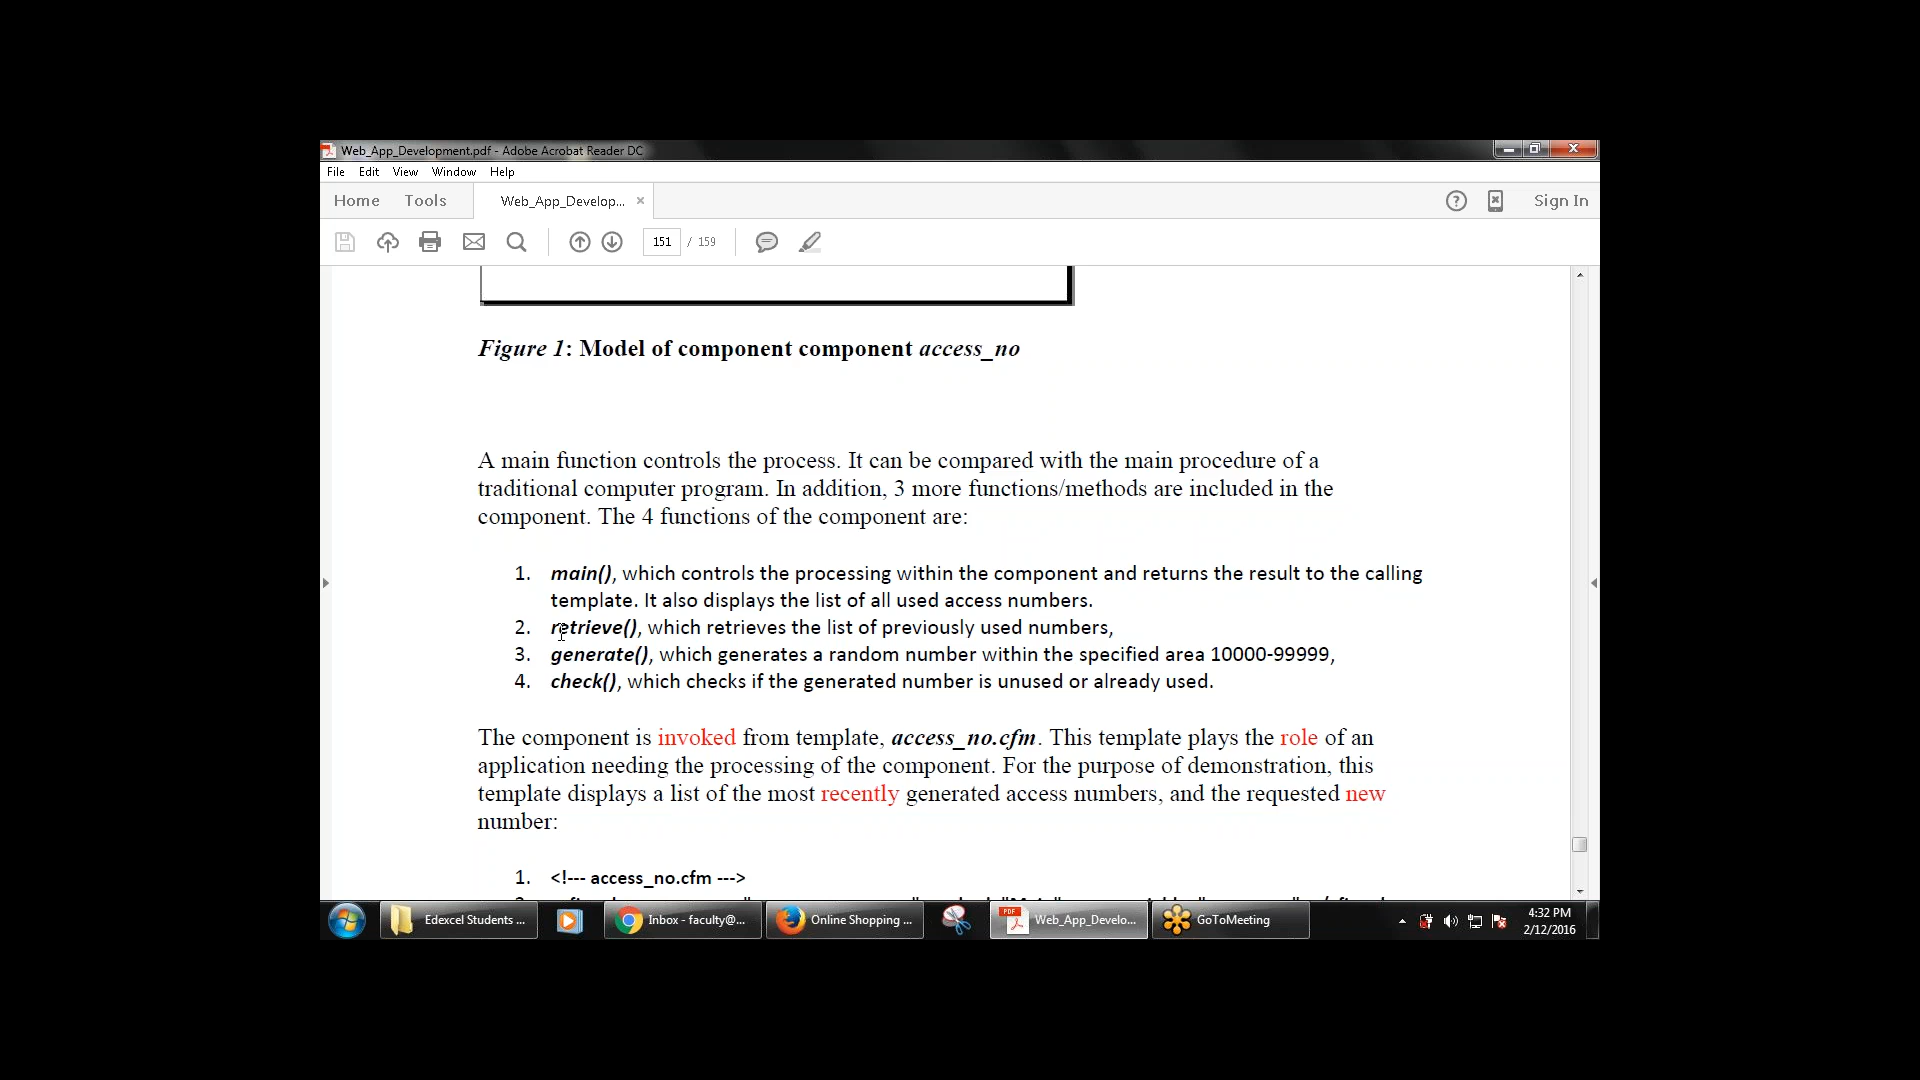 Web_App_Development.pdf - Adobe Acrobat Reader DC
File Edit View Window Help
Home Tools Web_App_Develop... × Sign In
151 / 159
Figure 1: Model of component component access_no
A main function controls the process. It can be compared with the main procedure of a
traditional computer program. In addition, 3 more functions/methods are included in the
component. The 4 functions of the component are:
1. main(), which controls the processing within the component and returns the result to the calling
template. It also displays the list of all used access numbers.
2. retrieve(), which retrieves the list of previously used numbers,
3. generate(), which generates a random number within the specified area 10000-99999,
4. check(), which checks if the generated number is unused or already used.
The component is invoked from template, access_no.cfm. This template plays the role of an
application needing the processing of the component. For the purpose of demonstration, this
template displays a list of the most recently generated access numbers, and the requested new
number:
1. <!--- access_no.cfm --->
Edexcel Students ... Inbox - faculty@... Online Shopping ... PDF Web_App_Develo... GoToMeeting 4:32 PM
2/12/2016